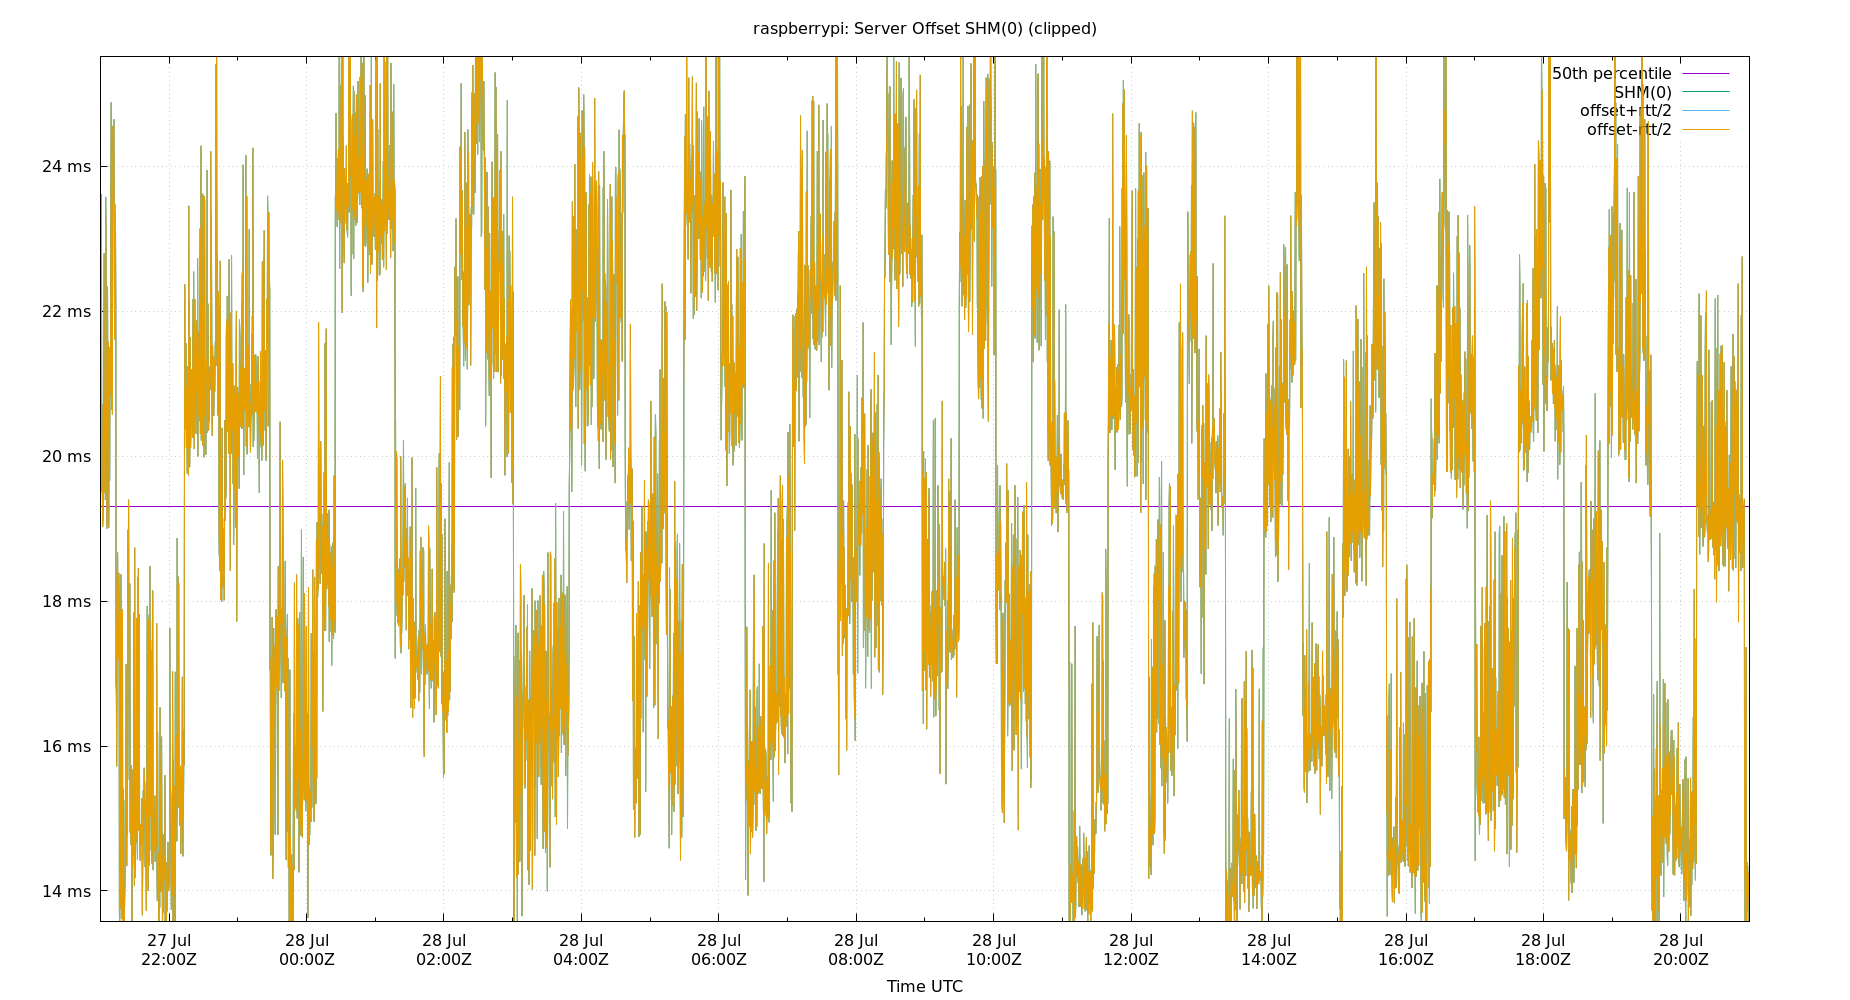 raspberrypi: Server Offset SHM(0) (clipped)
50th percentile
SHM(0)
offset+rtt/2
offset-rtt/2
24 ms
22 ms
20 ms
18 ms
16 ms
14 ms
27 Jul 28 Jul 28 Jul 28 Jul 28 Jul 28 Jul 28 Jul 28 Jul 28 Jul 28 Jul 28 Jul 28 Jul
22:00Z 00:00Z 02:00Z 04:00Z 06:00Z 08:00Z 10:00Z 12:00Z 14:00Z 16:00Z 18:00Z 20:00Z
Time UTC